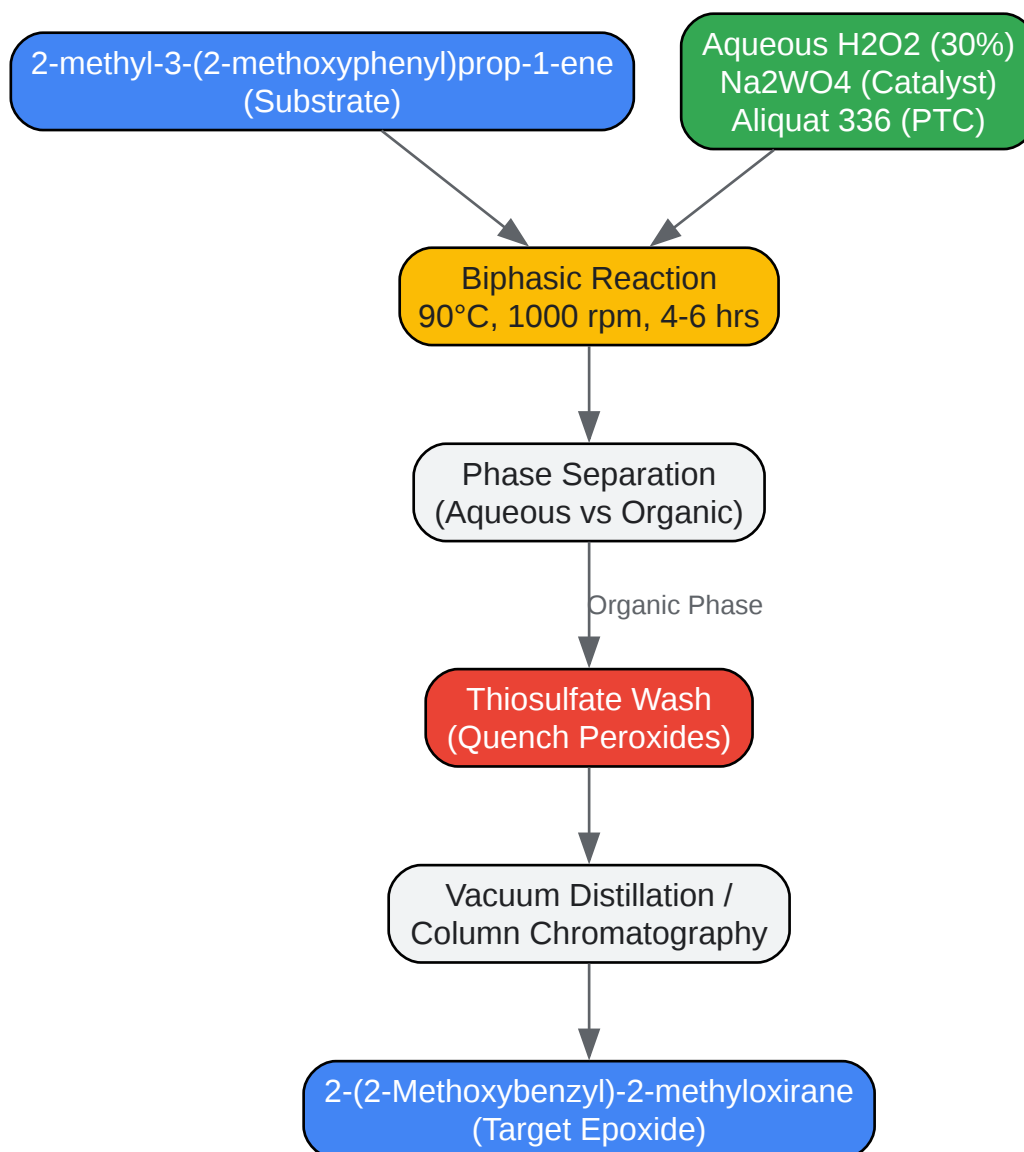 2-methyl-3-(2-methoxyphenyl)prop-1-ene
(Substrate)
Aqueous H2O2 (30%)
Na2WO4 (Catalyst)
Aliquat 336 (PTC)
Biphasic Reaction
90°C, 1000 rpm, 4-6 hrs
Phase Separation
(Aqueous vs Organic)
Organic Phase
Thiosulfate Wash
(Quench Peroxides)
Vacuum Distillation /
Column Chromatography
2-(2-Methoxybenzyl)-2-methyloxirane
(Target Epoxide)